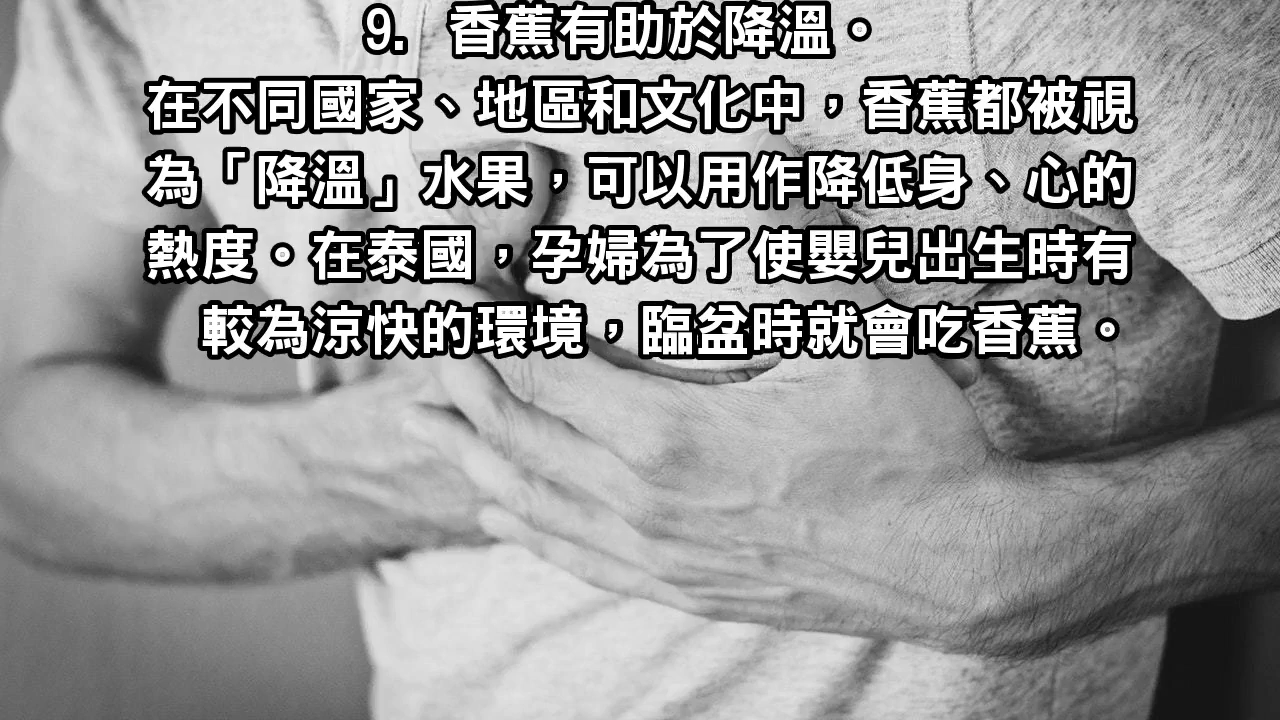 9. 香蕉有助於降溫。
在不同國家、地區和文化中，香蕉都被視
為「降溫」水果，可以用作降低身、心的
熱度。在泰國，孕婦為了使嬰兒出生時有
較為涼快的環境，臨盆時就會吃香蕉。